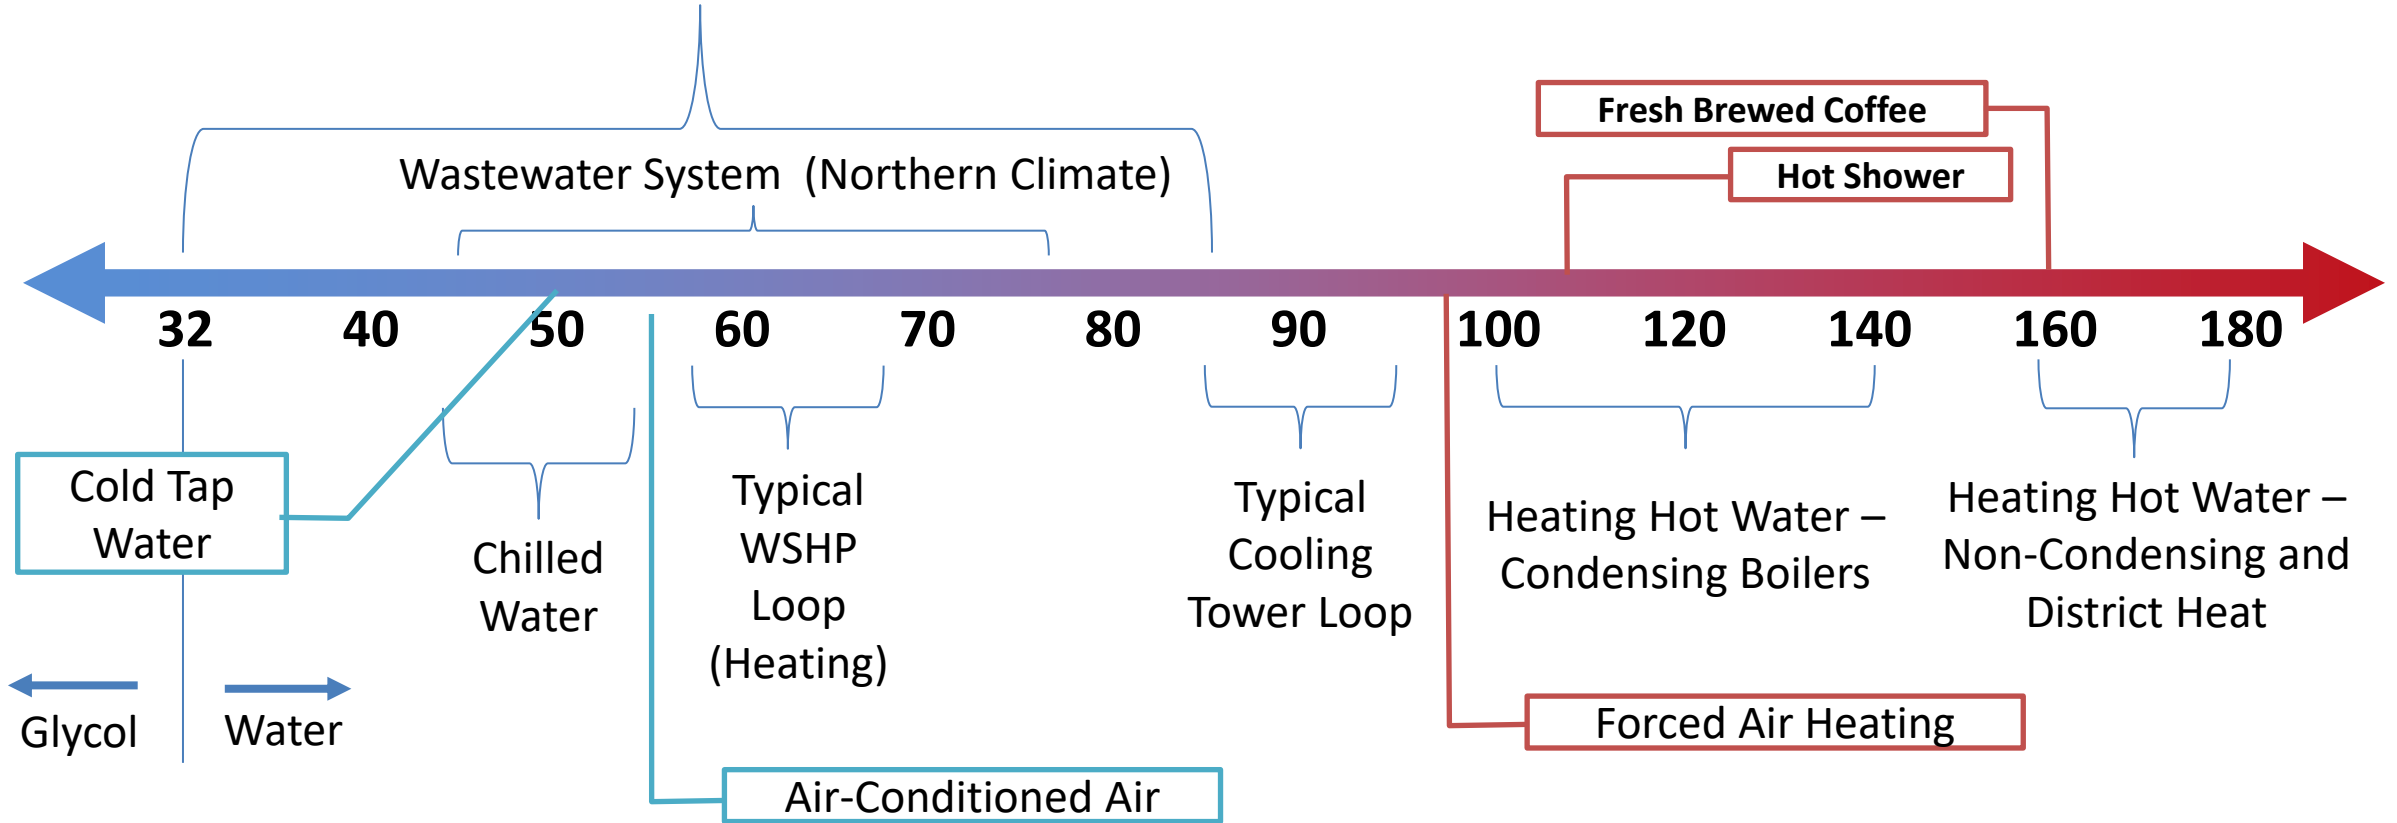 Fresh Brewed Coffee
Wastewater System (Northern Climate)
Hot Shower
32 40 50 60 70 80 90 100 120 140 160 180
Cold Tap
Water
Chilled
Water
Typical
WSHP
Loop
(Heating)
Typical
Cooling
Tower Loop
Heating Hot Water –
Condensing Boilers
Heating Hot Water –
Non-Condensing and
District Heat
Glycol
Water
Forced Air Heating
Air-Conditioned Air